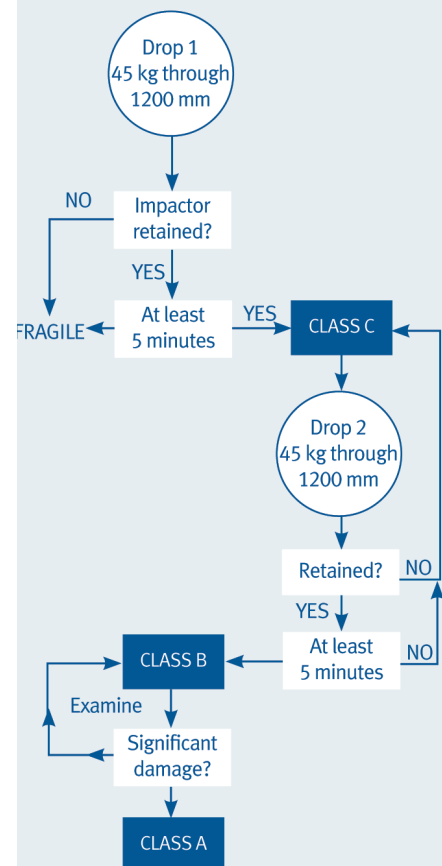 Drop 1
45 kg through
1200 mm
NO
Impactor
retained?
YES
At least
5 minutes
YES
FRAGILE
CLASS C
Drop 2
45 kg through
1200 mm
Retained?
NO
YES
At least
5 minutes
NO
CLASS B
Examine
Significant
damage?
CLASS A